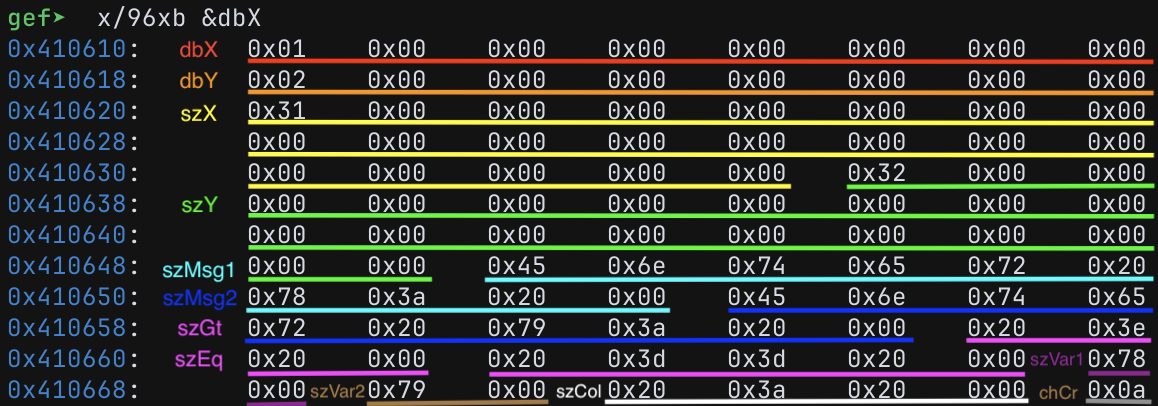 gef➤  x/96xb &dbX
0x410610: dbX 0x01 0x00 0x00 0x00 0x00 0x00 0x00 0x00
0x410618: dbY 0x02 0x00 0x00 0x00 0x00 0x00 0x00 0x00
0x410620: szX 0x31 0x00 0x00 0x00 0x00 0x00 0x00 0x00
0x410628: 0x00 0x00 0x00 0x00 0x00 0x00 0x00 0x00
0x410630: 0x00 0x00 0x00 0x00 0x00 0x32 0x00 0x00
0x410638: szY 0x00 0x00 0x00 0x00 0x00 0x00 0x00 0x00
0x410640: 0x00 0x00 0x00 0x00 0x00 0x00 0x00 0x00
0x410648: szMsg1 0x00 0x00 0x45 0x6e 0x74 0x65 0x72 0x20
0x410650: szMsg2 0x78 0x3a 0x20 0x00 0x45 0x6e 0x74 0x65
0x410658: szGt 0x72 0x20 0x79 0x3a 0x20 0x00 0x20 0x3e
0x410660: szEq 0x20 0x00 0x20 0x3d 0x3d 0x20 0x00 szVar1 0x78
0x410668: 0x00 szVar2 0x79 0x00 szCol 0x20 0x3a 0x20 0x00 chCr 0x0a